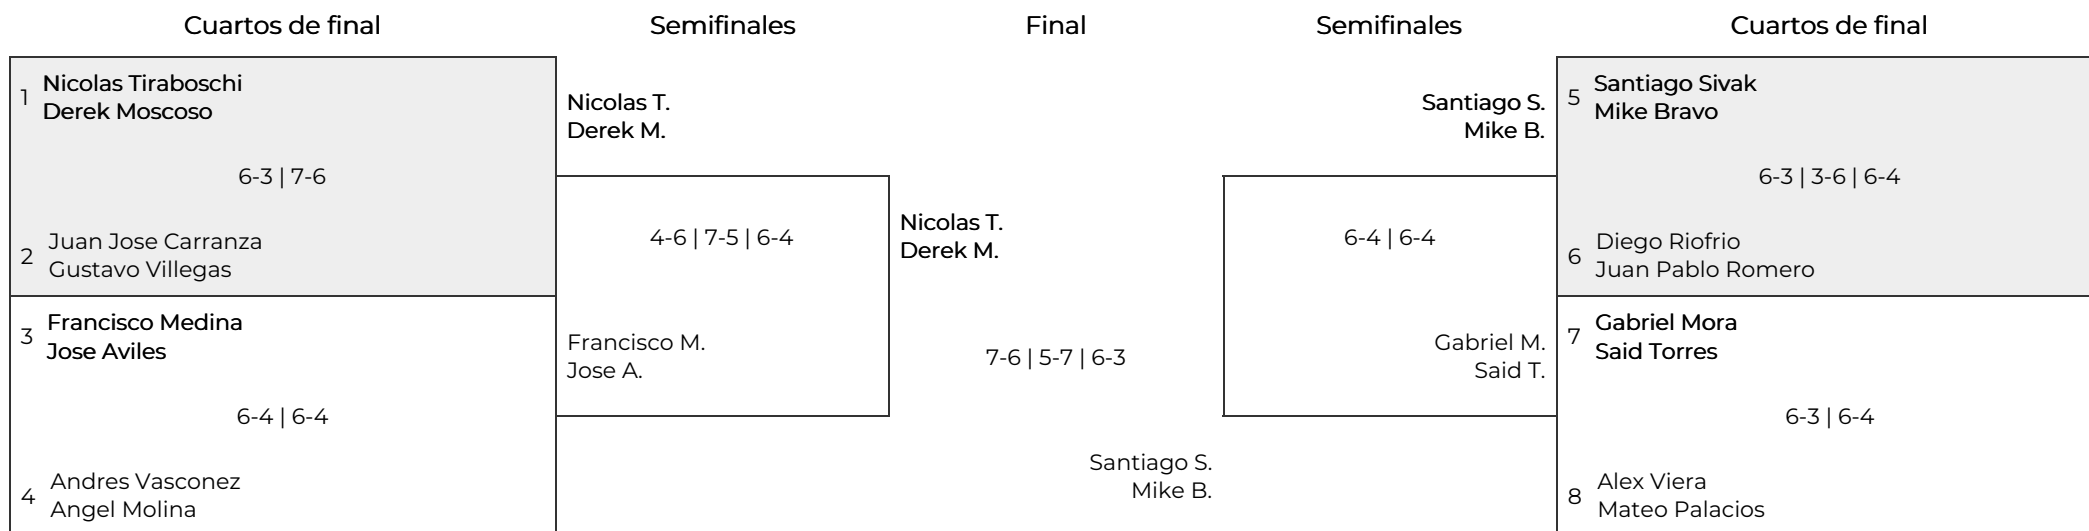 Cuartos de final
Semifinales
Final
Semifinales
Cuartos de final
1
Nicolas Tiraboschi
Derek Moscoso
6-3 | 7-6
2
Juan Jose Carranza
Gustavo Villegas
3
Francisco Medina
Jose Aviles
6-4 | 6-4
4
Andres Vasconez
Angel Molina
Nicolas T.
Derek M.
4-6 | 7-5 | 6-4
Francisco M.
Jose A.
Nicolas T.
Derek M.
7-6 | 5-7 | 6-3
Santiago S.
Mike B.
Santiago S.
Mike B.
6-4 | 6-4
Gabriel M.
Said T.
5
Santiago Sivak
Mike Bravo
6-3 | 3-6 | 6-4
6
Diego Riofrio
Juan Pablo Romero
7
Gabriel Mora
Said Torres
6-3 | 6-4
8
Alex Viera
Mateo Palacios